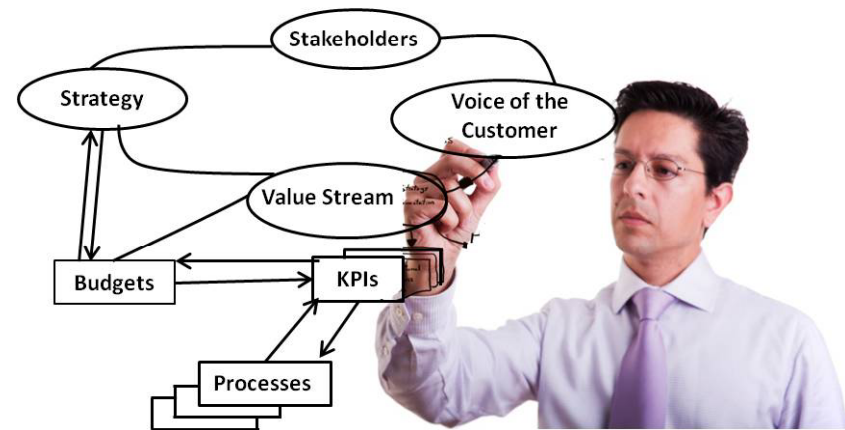 Stakeholders
Strategy
Voice of the
Customer
Value Stream
Budgets
KPIs
Processes